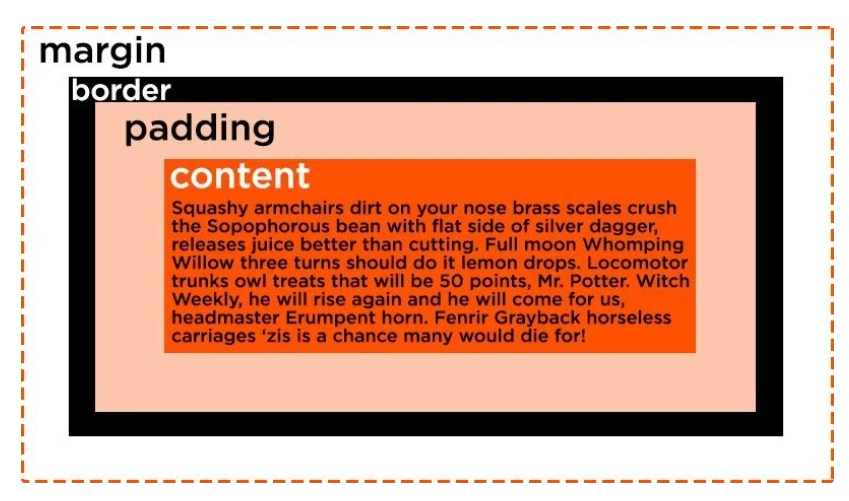 margin
border
padding
content
Squashy armchairs dirt on your nose brass scales crush
the Sopophorous bean with flat side of silver dagger,
releases juice better than cutting. Full moon Whomping
Willow three turns should do it lemon drops. Locomotor
trunks owl treats that will be 50 points, Mr. Potter. Witch
Weekly, he will rise again and he will come for us,
headmaster Erumpent horn. Fenrir Grayback horseless
carriages ‘zis is a chance many would die for!